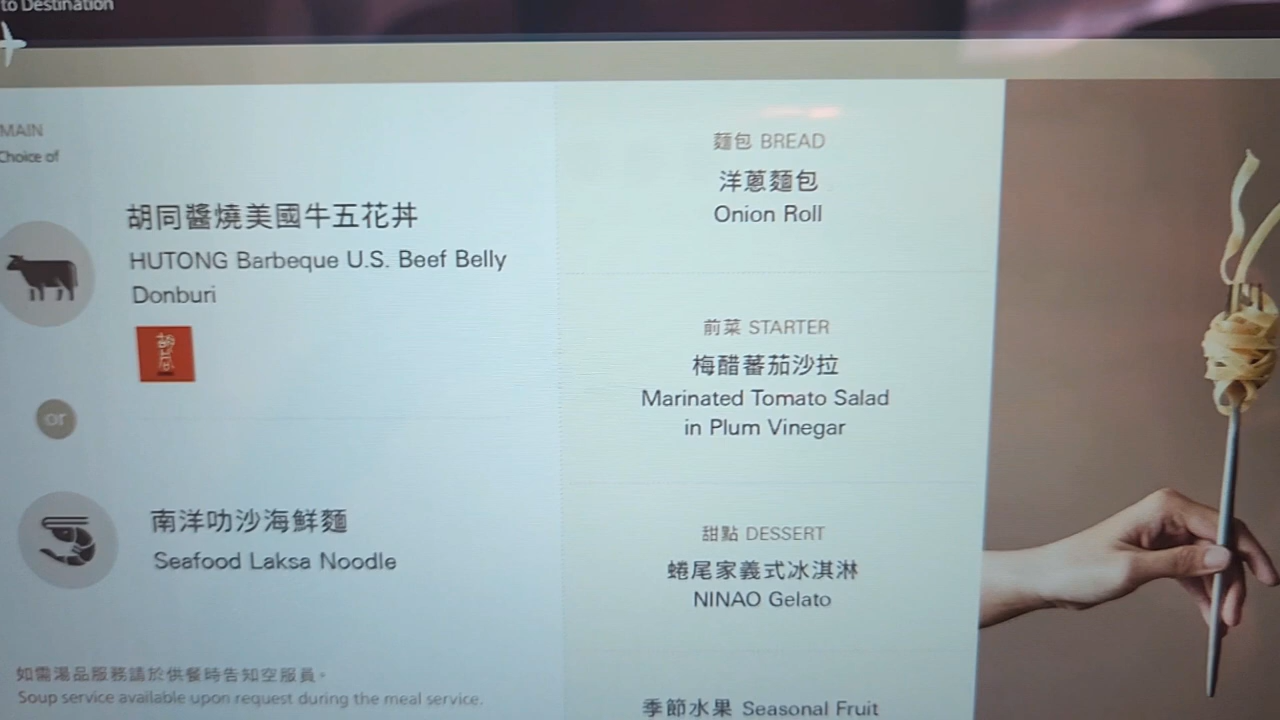 to Destination
MAIN
Choice of
胡同醬燒美國牛五花丼
HUTONG Barbeque U.S. Beef Belly
Donburi
胡同
or
南洋叻沙海鮮麵
Seafood Laksa Noodle
如需湯品服務請於供餐時告知空服員。
Soup service available upon request during the meal service.
麵包 BREAD
洋蔥麵包
Onion Roll
前菜 STARTER
梅醋蕃茄沙拉
Marinated Tomato Salad
in Plum Vinegar
甜點 DESSERT
蜷尾家義式冰淇淋
NINAO Gelato
季節水果 Seasonal Fruit